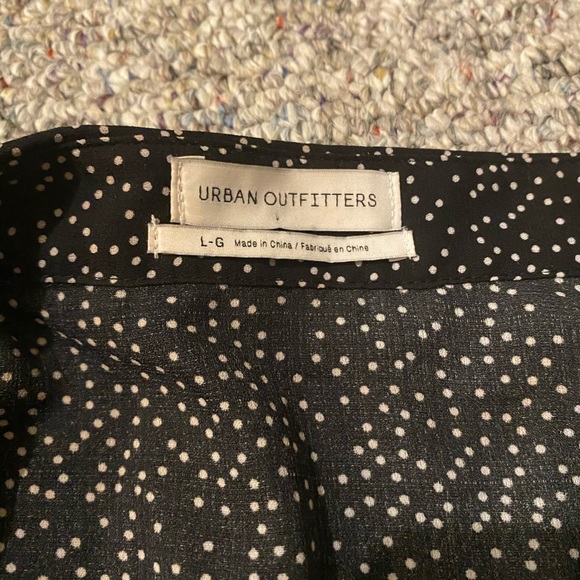 URBAN OUTFITTERS
L-G Made in China / Fabriqué en Chine